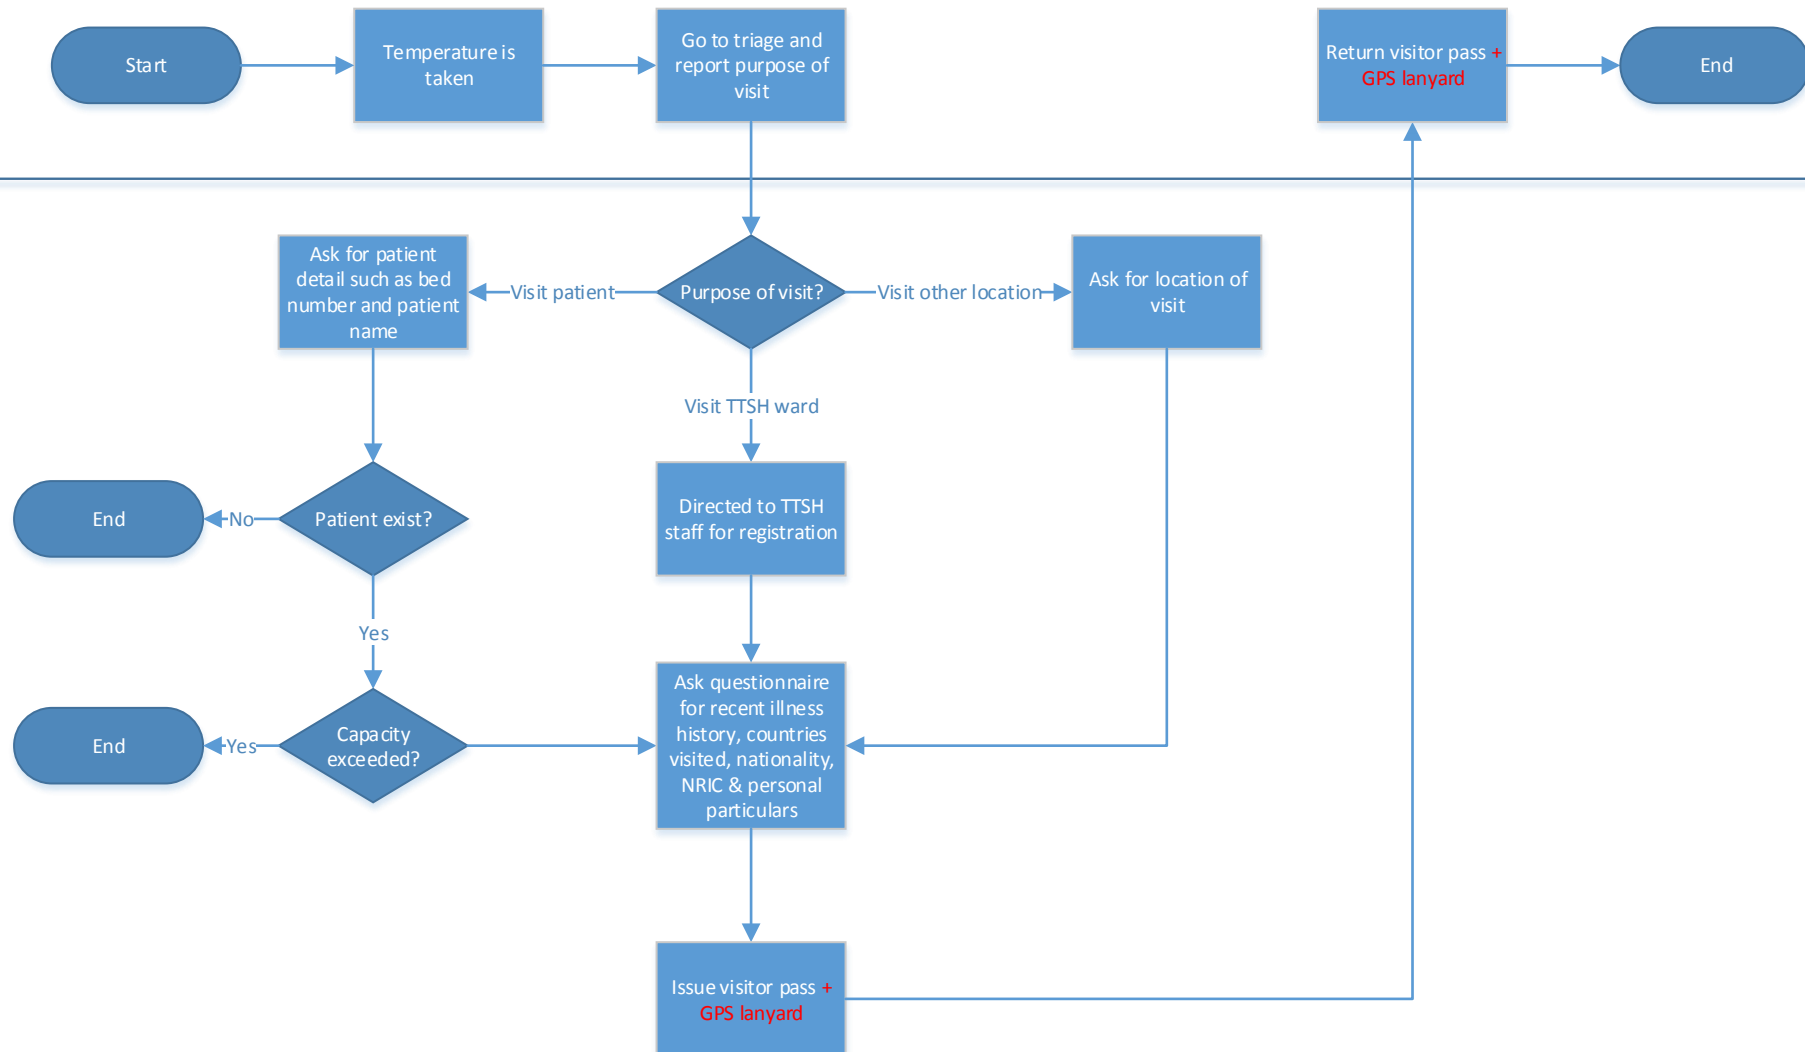 Start
Temperature is
taken
Go to triage and
report purpose of
visit
Return visitor pass +
GPS lanyard
End
Ask for patient
detail such as bed
number and patient
name
Visit patient
Purpose of visit?
Visit other location
Ask for location of
visit
Visit TTSH ward
End
No
Patient exist?
Directed to TTSH
staff for registration
Yes
End
Yes
Capacity
exceeded?
Ask questionnaire
for recent illness
history, countries
visited, nationality,
NRIC & personal
particulars
Issue visitor pass +
GPS lanyard